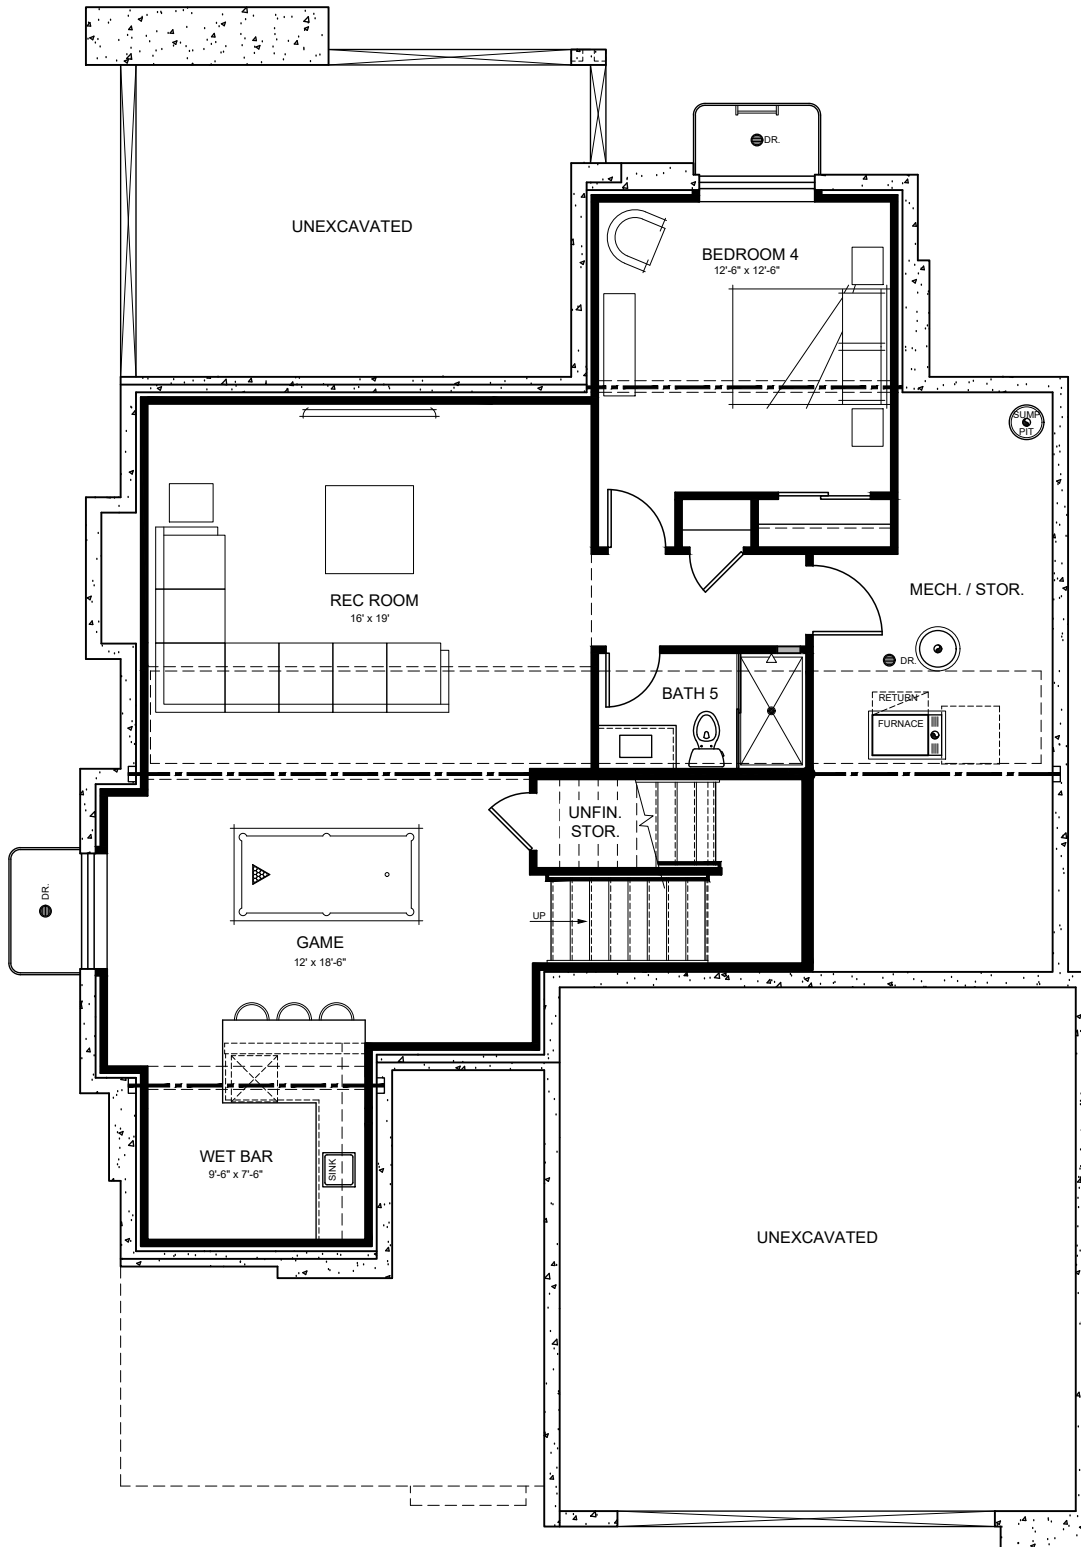 DR.
UNEXCAVATED
BEDROOM 4
12'-6" x 12'-6"
SUMP
PIT
MECH. / STOR.
REC ROOM
16' x 19'
DR.
BATH 5
RETURN
FURNACE
UNFIN.
STOR.
DR.
UP
GAME
12' x 18'-6"
WET BAR
9'-6" x 7'-6"
SINK
UNEXCAVATED